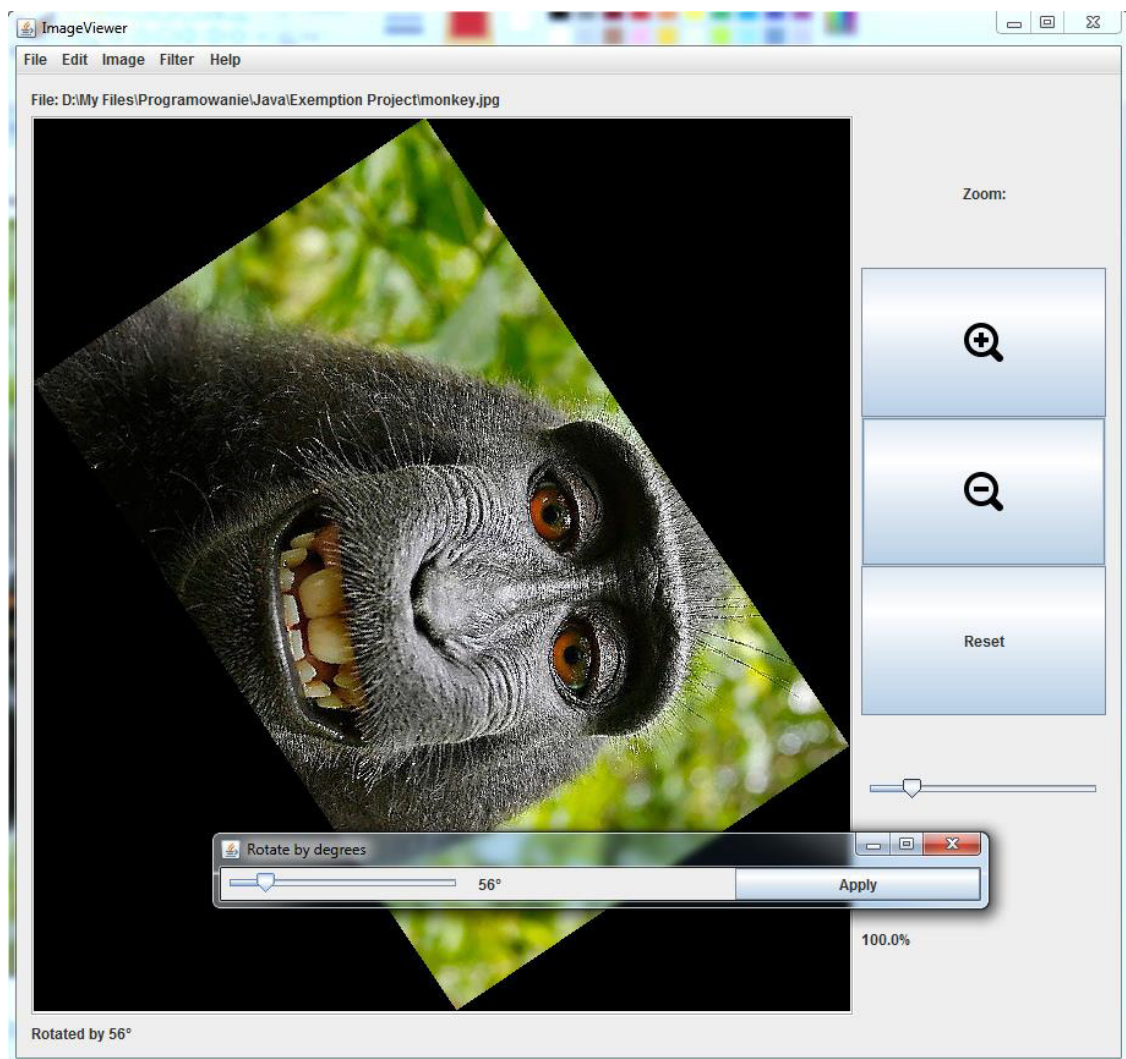 ImageViewer
File Edit Image Filter Help
File: D:\My Files\Programowanie\Java\Exemption Project\monkey.jpg
Zoom:
Reset
Rotate by degrees
56° Apply
100.0%
Rotated by 56°